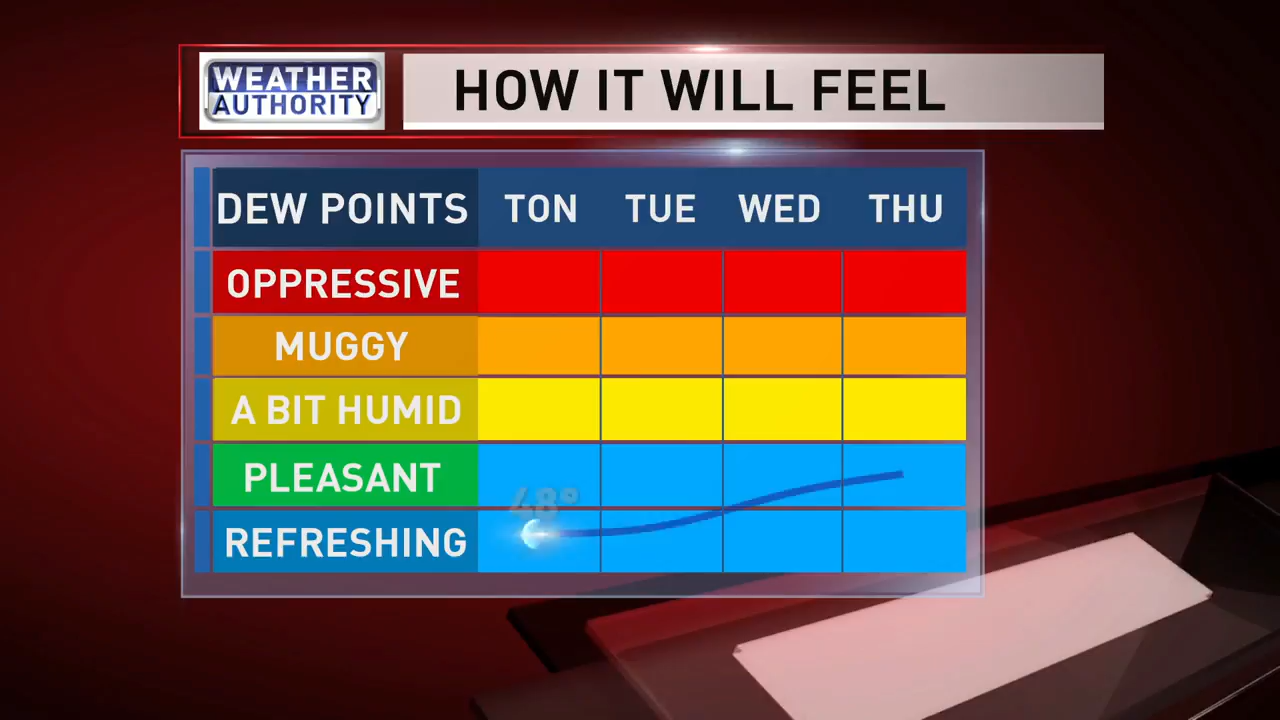 WEATHER
AUTHORITY
HOW IT WILL FEEL
DEW POINTS TON TUE WED THU
OPPRESSIVE
MUGGY
A BIT HUMID
PLEASANT
48°
REFRESHING